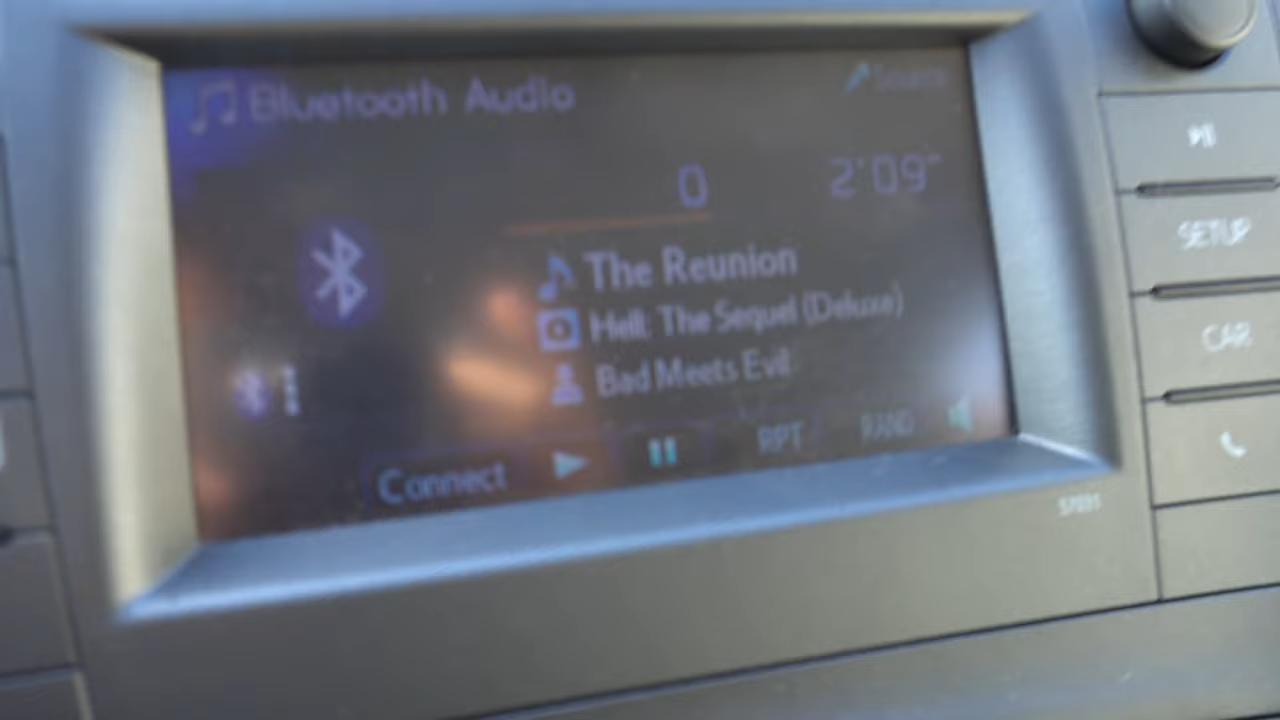 Bluetooth Audio
Source
0 2'09"
The Reunion
Hell: The Sequel (Deluxe)
Bad Meets Evil
Connect
RPT
RAND
SETUP
CAR